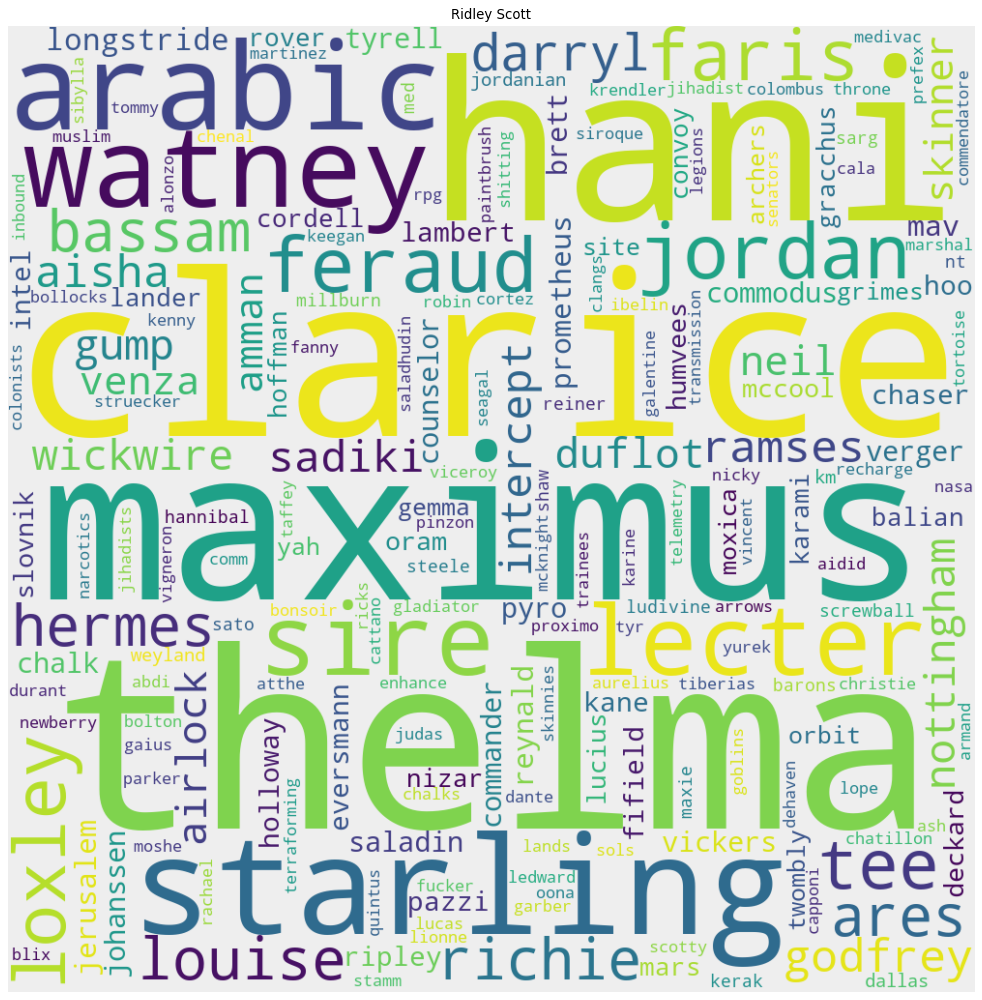 Ridley Scott
longstride rover tyrell darryl faris medivac
martinez jordanian krendler jihadist colombus throne prefex
arabic hani skinner commendatore
sibylla tommy med
muslim chenal siroque brett convoy legions archers senators gracchus sarg cala
watney alonzo rpg paintbrush shitting
inbound bassam cordell keegan lambert prometheus site jordan mav marshal
intel aisha feraud clangs nt
bollocks lander amman millburn robin cortez ibelin commodus grimes hoo
kenny hoffman fanny saladhudin counselor humvees transmission
clarice
colonists gump venza struecker seagal intercept reiner galentine neil mccool chaser tortoise
wickwire sadiki viceroy duflot ramses verger
nicky km recharge nasa
slovnik narcotics jihadists hannibal vigneron taffey gemma pinzon mcknight shaw telemetry moxica vincent karami balian
maximus
comm yah oram steele trainees karine aidid nottingham
hermes sato bonsoir ricks cattano gladiator pyro ludivine arrows screwball
sire proximo tyr lecter yurek
chalk weyland abdi atthe enhance aurelius tiberias barons christie
durant airlock eversmann commander reynald skinnies kane lucius armand
thelma
newberry bolton gaius judas fifield orbit
loxley parker holloway nizar chalks dante maxie goblins dehaven lope
terraforming ash
jerusalem johanssen moshe saladin lands sols vickers twombly chatillon deckard
starling tee
rachael quintus fucker pazzi ledward oona garber capponi ares
lucas lionne
blix louise ripley richie scotty mars godfrey
stamm kerak dallas